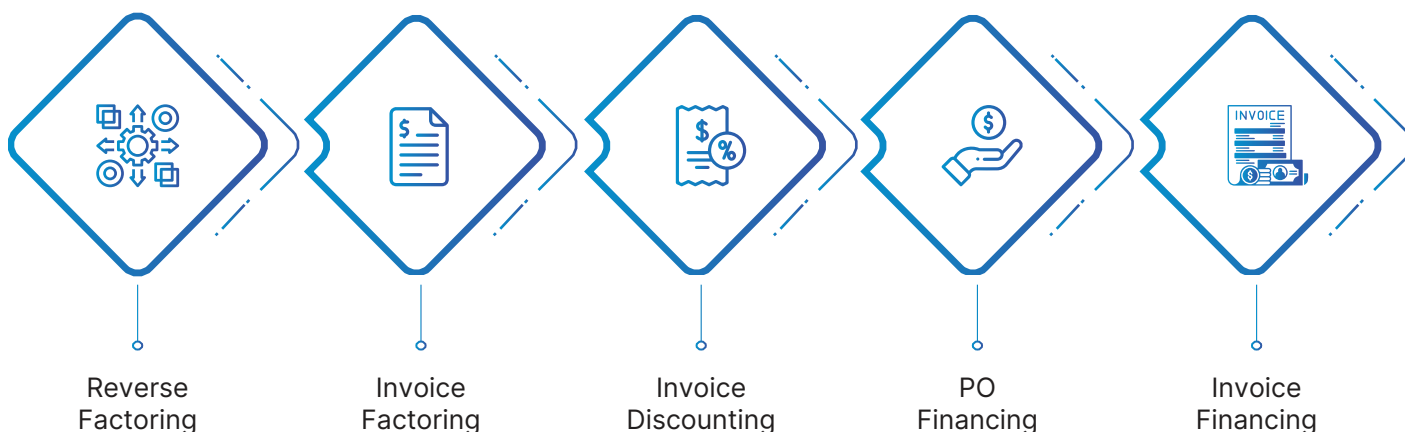 $
$
%
$
INVOICE
$
Reverse
Factoring
Invoice
Factoring
Invoice
Discounting
PO
Financing
Invoice
Financing